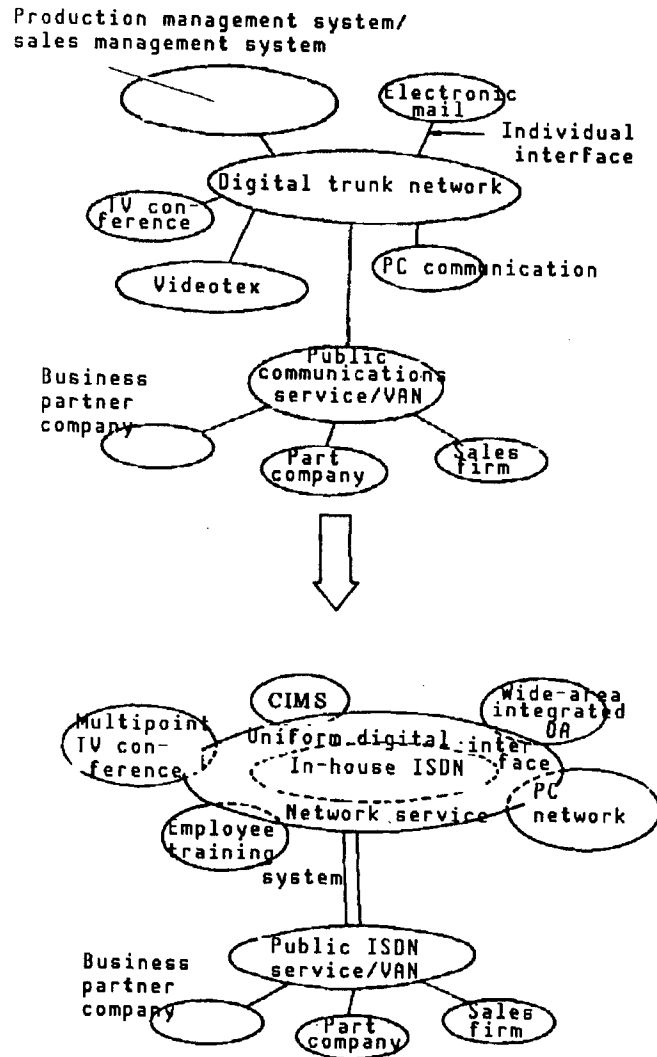 Production management system/
sales management system
Electronic
mail
Individual
interface
Digital trunk network
TV con-
ference
PC communication
Videotex
Public
communications
service/VAN
Business
partner
company
Part
company
Sales
firm
CIMS
Wide-area
integrated
OA
Multipoint
TV con-
ference
Uniform digital inter
face
In-house ISDN
PC
network
Network service
Employee
training
system
Public ISDN
service/VAN
Business
partner
company
Part
company
Sales
firm